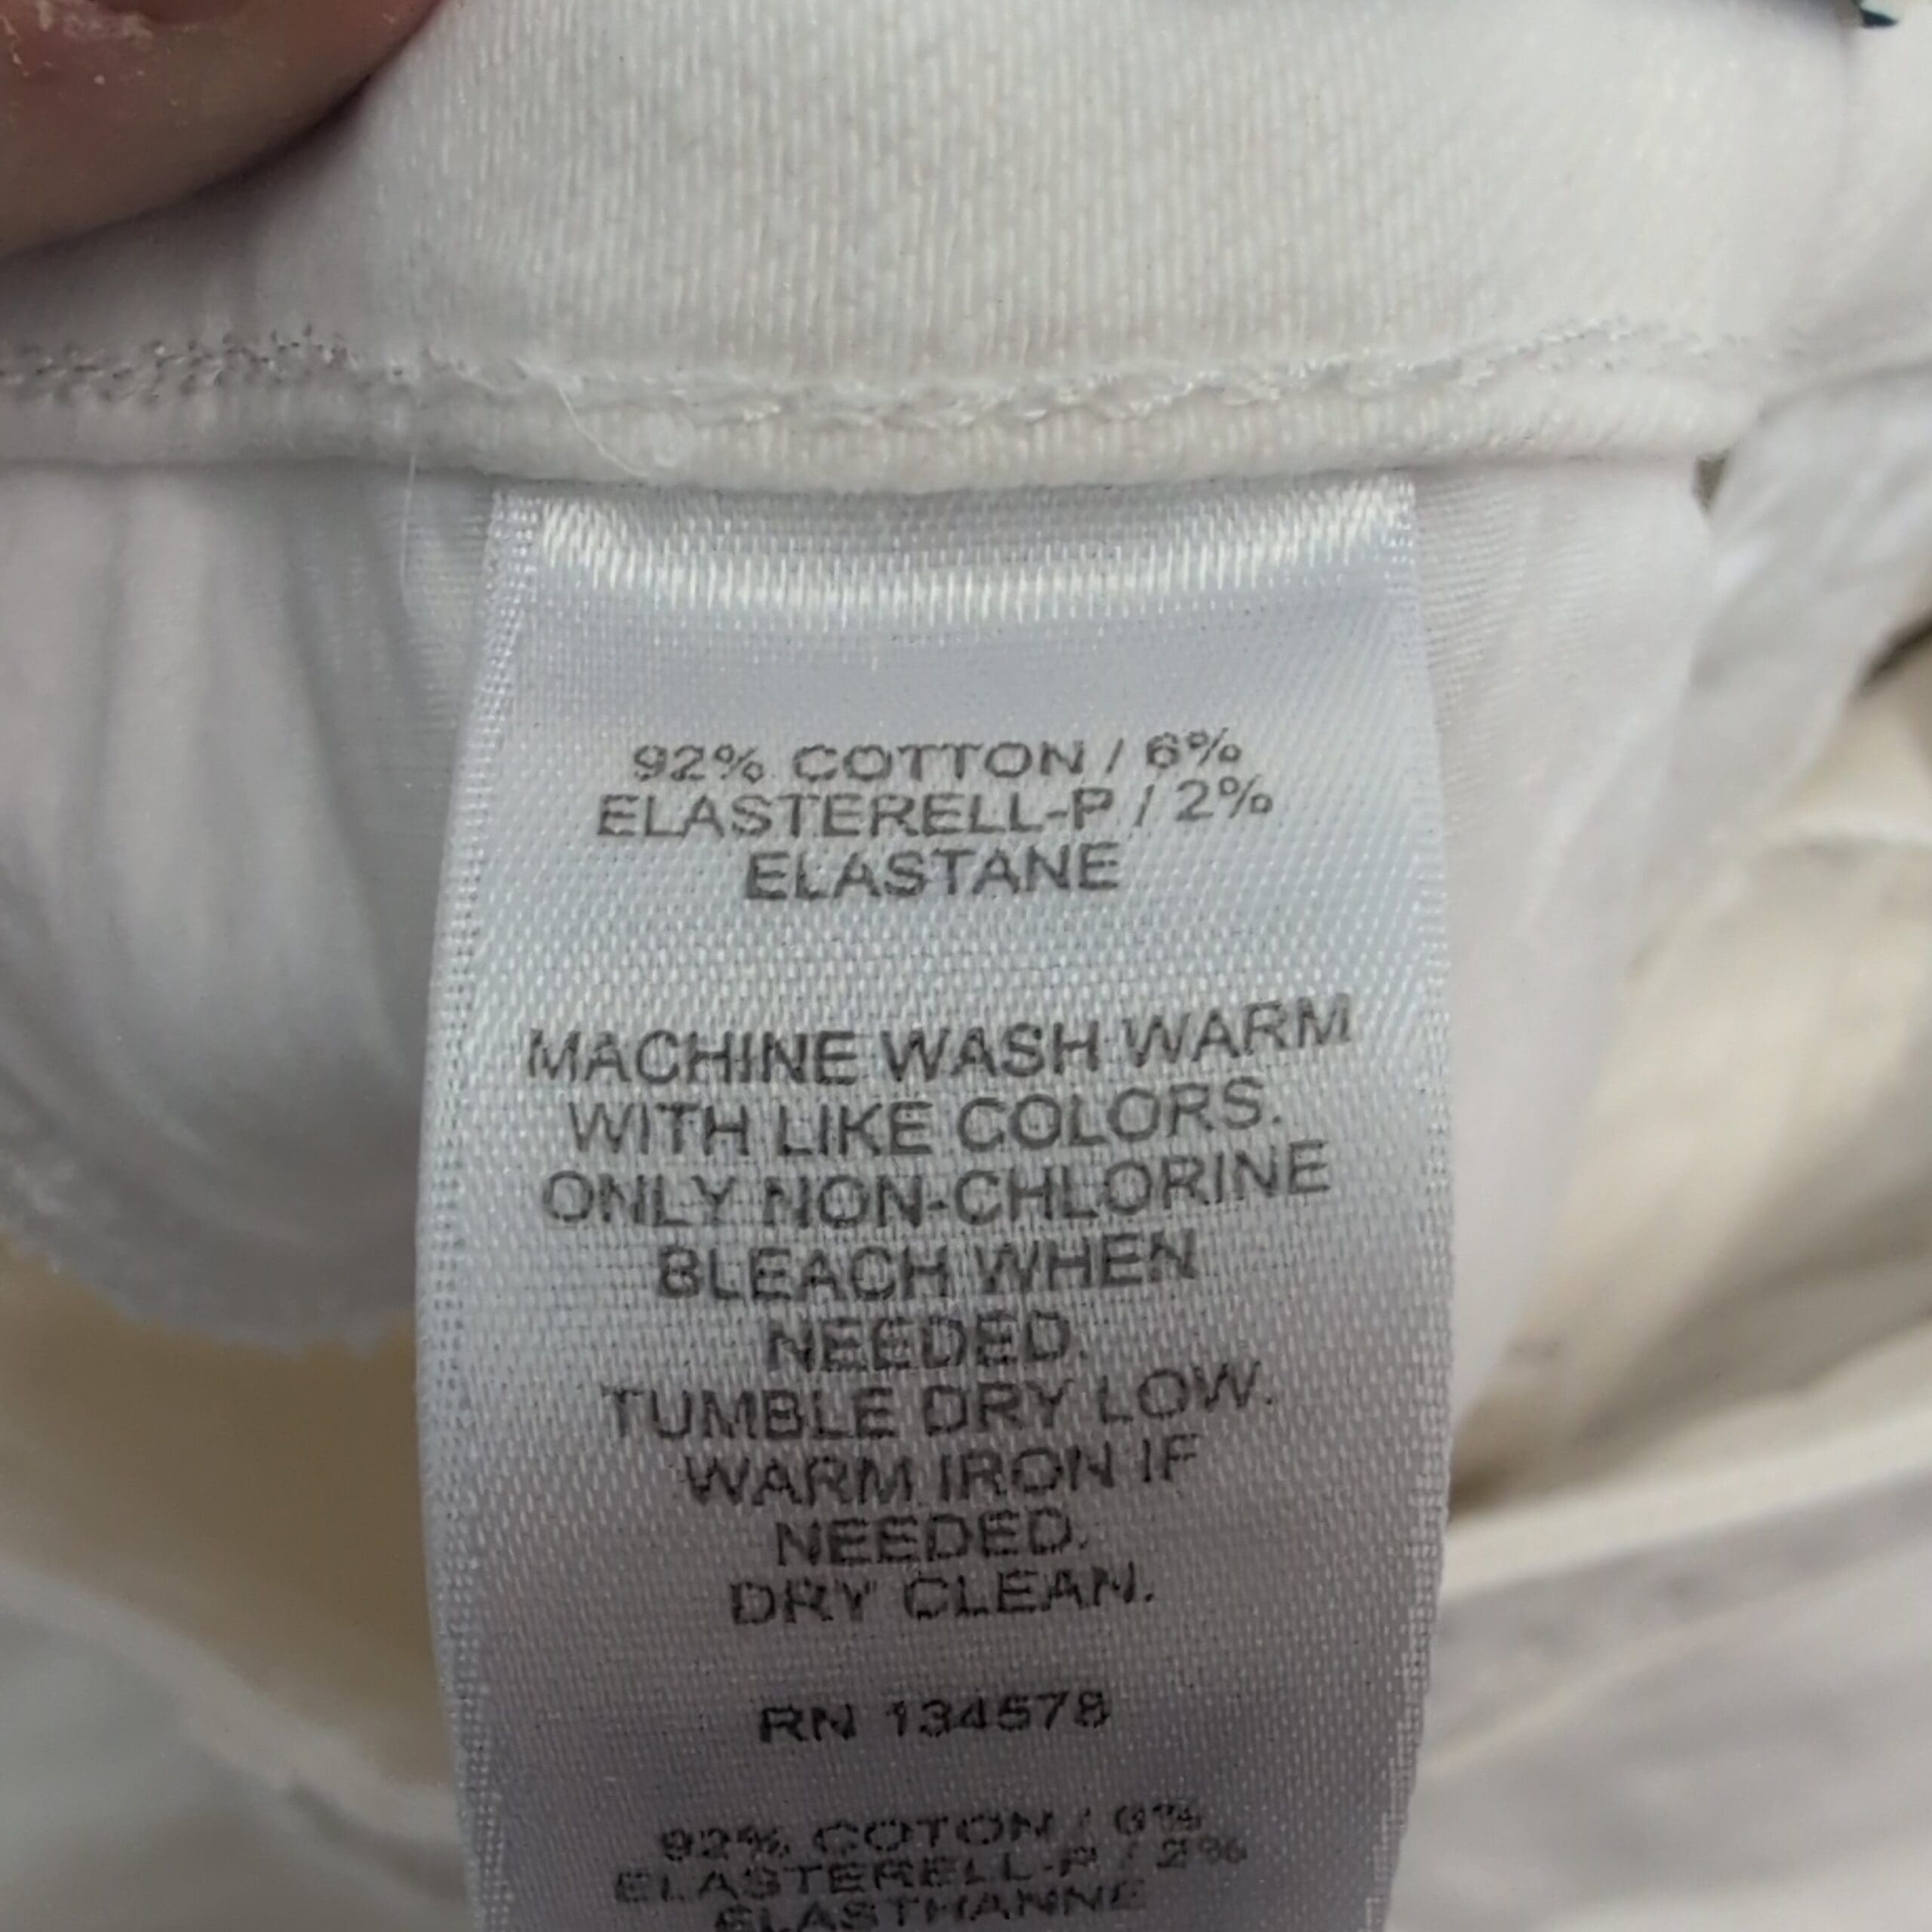 92% COTTON / 6%
ELASTERELL-P / 2%
ELASTANE
MACHINE WASH WARM
WITH LIKE COLORS.
ONLY NON-CHLORINE
BLEACH WHEN
NEEDED.
TUMBLE DRY LOW.
WARM IRON IF
NEEDED.
DRY CLEAN.
RN 134578
92% COTON / 6%
ELASTERELL-P / 2%
ELASTHANNE